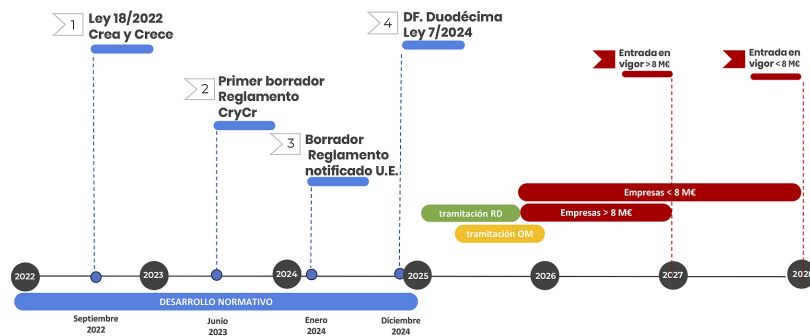 1
Ley 18/2022
Crea y Crece
2
Primer borrador
Reglamento
CryCr
3
Borrador
Reglamento
notificado U.E.
4
DF. Duodécima
Ley 7/2024
Entrada en
vigor > 8 M€
Entrada en
vigor < 8 M€
Empresas < 8 M€
tramitación RD
Empresas > 8 M€
tramitación OM
2022
2023
2024
2025
2026
2027
DESARROLLO NORMATIVO
Septiembre
2022
Junio
2023
Enero
2024
Diciembre
2024